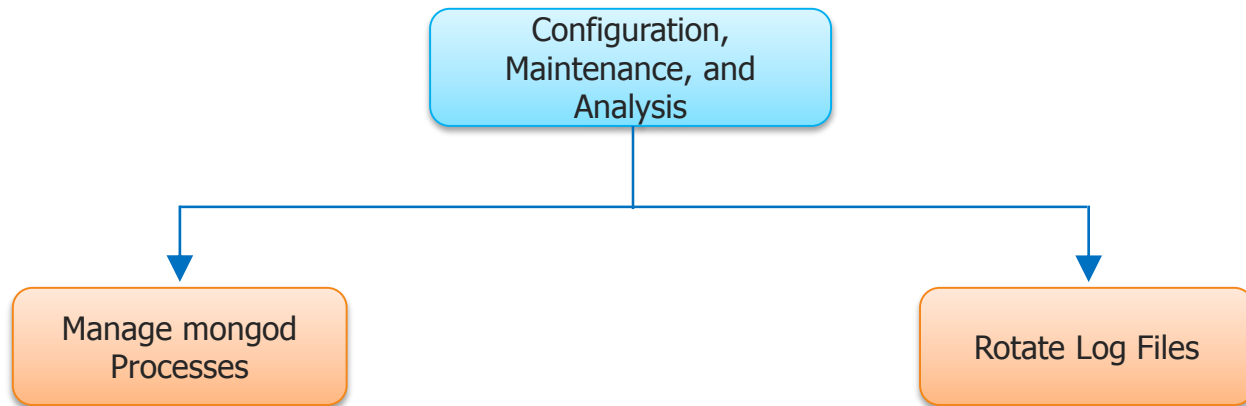 Configuration,
Maintenance, and
Analysis
Manage mongod
Processes
Rotate Log Files